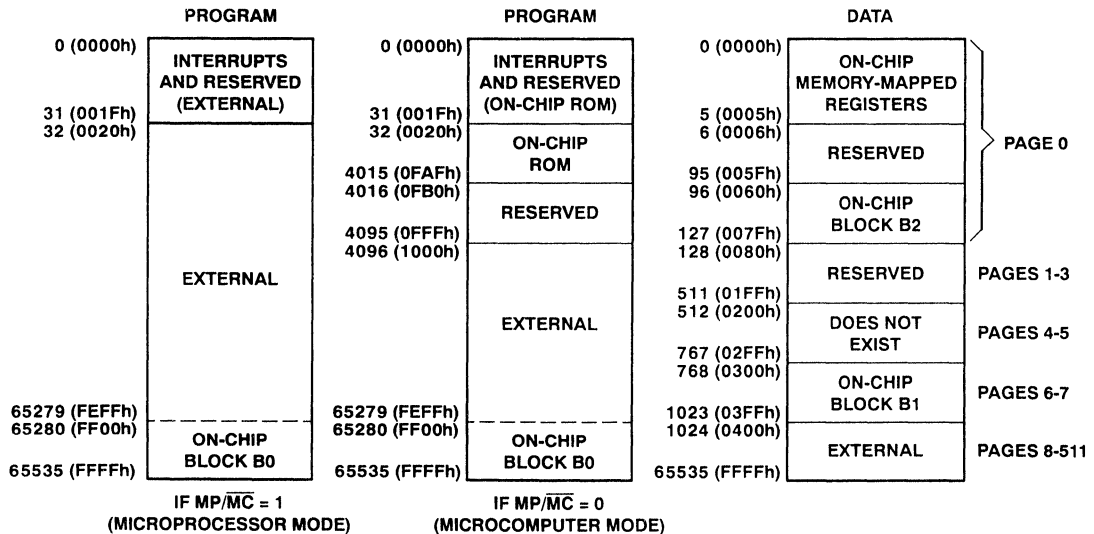 PROGRAM
0 (0000h)
INTERRUPTS
AND RESERVED
(EXTERNAL)
31 (001Fh)
32 (0020h)
EXTERNAL
65279 (FEFFh)
65280 (FF00h)
ON-CHIP
BLOCK B0
65535 (FFFFh)
IF MP/M̅C̅ = 1
(MICROPROCESSOR MODE)
PROGRAM
0 (0000h)
INTERRUPTS
AND RESERVED
(ON-CHIP ROM)
31 (001Fh)
32 (0020h)
ON-CHIP
ROM
4015 (0FAFh)
4016 (0FB0h)
RESERVED
4095 (0FFFh)
4096 (1000h)
EXTERNAL
65279 (FEFFh)
65280 (FF00h)
ON-CHIP
BLOCK B0
65535 (FFFFh)
IF MP/M̅C̅ = 0
(MICROCOMPUTER MODE)
DATA
0 (0000h)
ON-CHIP
MEMORY-MAPPED
REGISTERS
5 (0005h)
6 (0006h)
RESERVED
95 (005Fh)
96 (0060h)
ON-CHIP
BLOCK B2
127 (007Fh)
PAGE 0
128 (0080h)
RESERVED
PAGES 1-3
511 (01FFh)
512 (0200h)
DOES NOT
EXIST
PAGES 4-5
767 (02FFh)
768 (0300h)
ON-CHIP
BLOCK B1
PAGES 6-7
1023 (03FFh)
1024 (0400h)
EXTERNAL
PAGES 8-511
65535 (FFFFh)